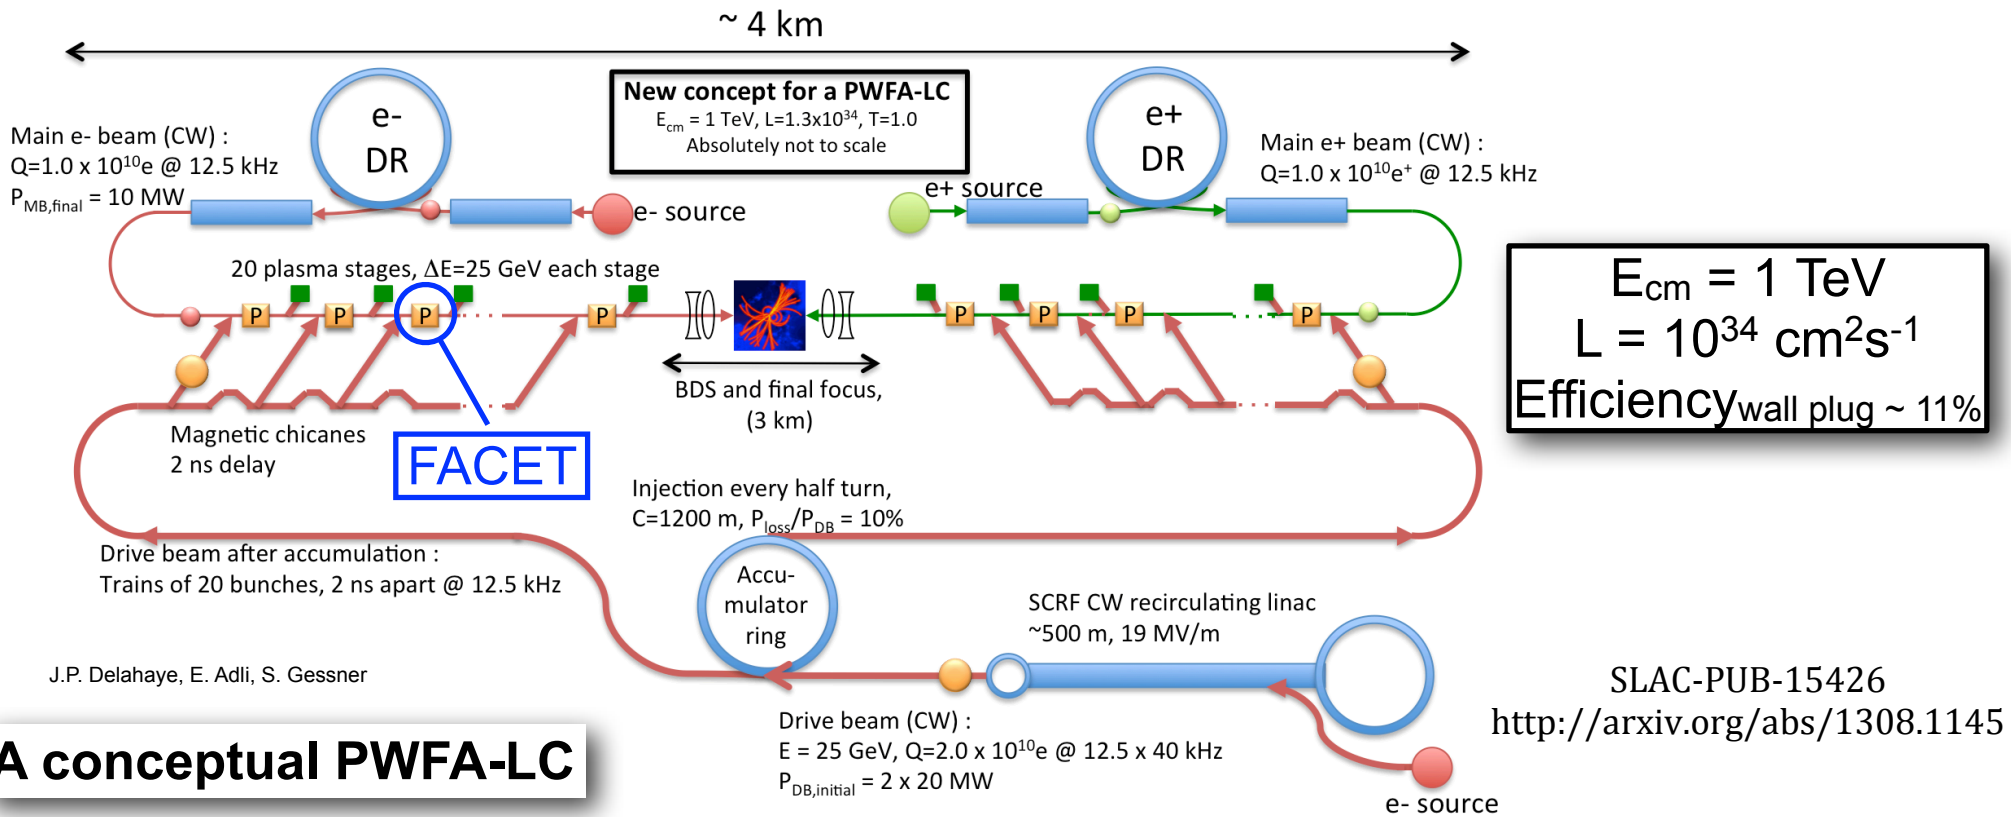 ~ 4 km
New concept for a PWFA-LC
E_cm = 1 TeV, L=1.3x10^34, T=1.0
Absolutely not to scale
e-
DR
e+
DR
Main e- beam (CW) :
Q=1.0 x 10^10e @ 12.5 kHz
P_MB,final = 10 MW
Main e+ beam (CW) :
Q=1.0 x 10^10e^+ @ 12.5 kHz
e- source
e+ source
20 plasma stages, ΔE=25 GeV each stage
P
P
P
P
P
P
P
P
E_cm = 1 TeV
L = 10^34 cm^2s^-1
Efficiency_wall plug ~ 11%
BDS and final focus,
(3 km)
Magnetic chicanes
2 ns delay
FACET
Injection every half turn,
C=1200 m, P_loss/P_DB = 10%
Drive beam after accumulation :
Trains of 20 bunches, 2 ns apart @ 12.5 kHz
Accu-
mulator
ring
SCRF CW recirculating linac
~500 m, 19 MV/m
J.P. Delahaye, E. Adli, S. Gessner
SLAC-PUB-15426
http://arxiv.org/abs/1308.1145
Drive beam (CW) :
E = 25 GeV, Q=2.0 x 10^10e @ 12.5 x 40 kHz
P_DB,initial = 2 x 20 MW
A conceptual PWFA-LC
e- source